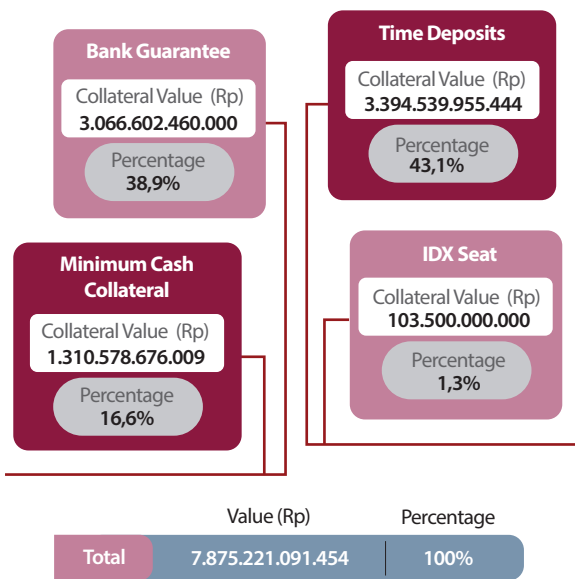 Bank Guarantee
Collateral Value (Rp)
3.066.602.460.000
Percentage
38,9%
Time Deposits
Collateral Value (Rp)
3.394.539.955.444
Percentage
43,1%
Minimum Cash
Collateral
Collateral Value (Rp)
1.310.578.676.009
Percentage
16,6%
IDX Seat
Collateral Value (Rp)
103.500.000.000
Percentage
1,3%
Value (Rp) Percentage
Total 7.875.221.091.454 100%